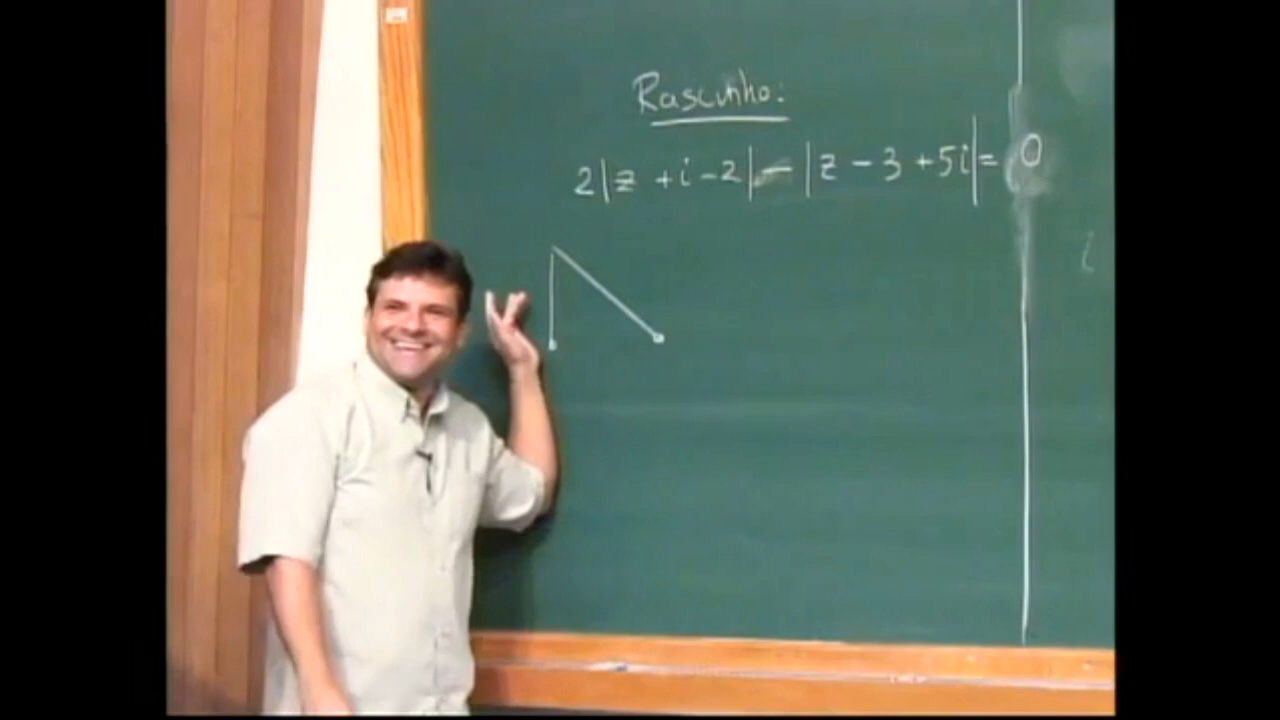 Rascunho:
2|z + i - 2| - |z - 3 + 5i| = 0
i